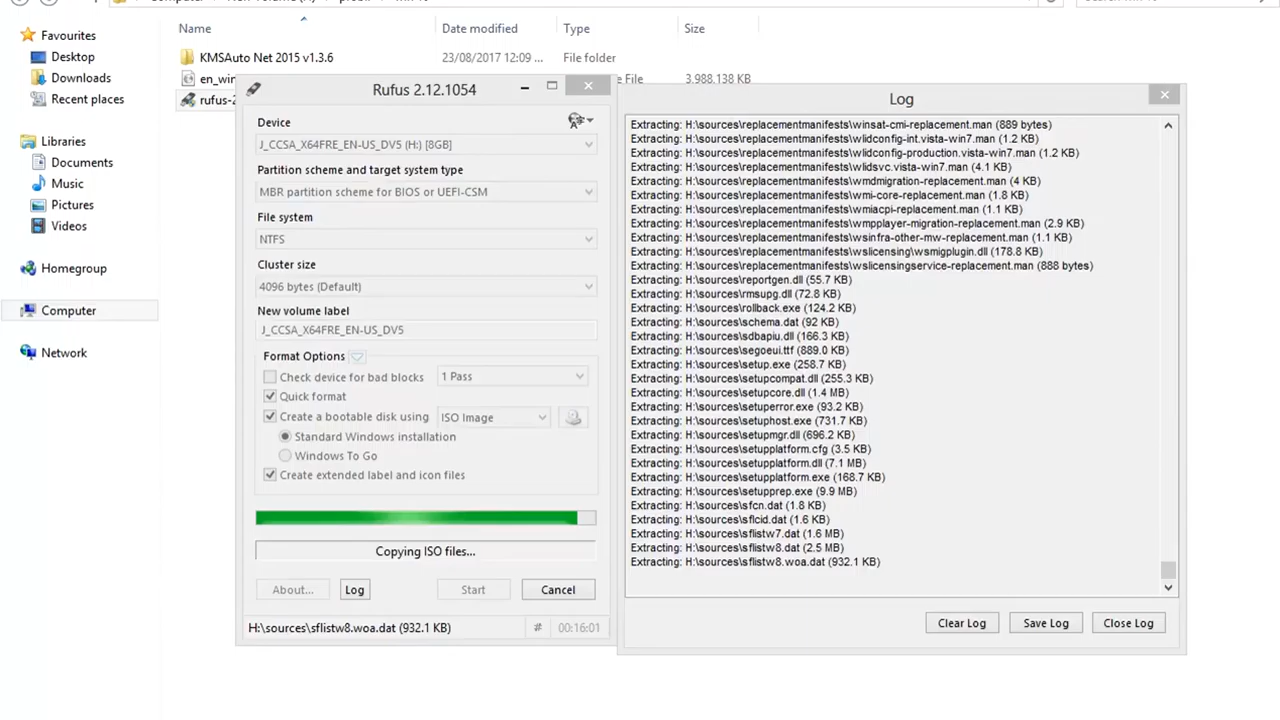 Name
Date modified
Type
Size
Favourites
Desktop
Downloads
Recent places
Libraries
Documents
Music
Pictures
Videos
Homegroup
Computer
Network
KMSAuto Net 2015 v1.3.6
23/08/2017 12:09 ...
File folder
en_win
e File
3.988.138 KB
rufus-2
Rufus 2.12.1054
Device
J_CCSA_X64FRE_EN-US_DV5 (H:) [8GB]
Partition scheme and target system type
MBR partition scheme for BIOS or UEFI-CSM
File system
NTFS
Cluster size
4096 bytes (Default)
New volume label
J_CCSA_X64FRE_EN-US_DV5
Format Options
Check device for bad blocks
1 Pass
Quick format
Create a bootable disk using
ISO Image
Standard Windows installation
Windows To Go
Create extended label and icon files
Copying ISO files...
About...
Log
Start
Cancel
H:\sources\sflistw8.woa.dat (932.1 KB)
#
00:16:01
Log
Extracting: H:\sources\replacementmanifests\winsat-cmi-replacement.man (889 bytes)
Extracting: H:\sources\replacementmanifests\wlidconfig-int.vista-win7.man (1.2 KB)
Extracting: H:\sources\replacementmanifests\wlidconfig-production.vista-win7.man (1.2 KB)
Extracting: H:\sources\replacementmanifests\wlidsvc.vista-win7.man (4.1 KB)
Extracting: H:\sources\replacementmanifests\wmdmigration-replacement.man (4 KB)
Extracting: H:\sources\replacementmanifests\wmi-core-replacement.man (1.8 KB)
Extracting: H:\sources\replacementmanifests\wmiacpi-replacement.man (1.1 KB)
Extracting: H:\sources\replacementmanifests\wmpplayer-migration-replacement.man (2.9 KB)
Extracting: H:\sources\replacementmanifests\wsinfra-other-mw-replacement.man (1.1 KB)
Extracting: H:\sources\replacementmanifests\wslicensing\wsmigplugin.dll (178.8 KB)
Extracting: H:\sources\replacementmanifests\wslicensingservice-replacement.man (888 bytes)
Extracting: H:\sources\reportgen.dll (55.7 KB)
Extracting: H:\sources\rmsupg.dll (72.8 KB)
Extracting: H:\sources\rollback.exe (124.2 KB)
Extracting: H:\sources\schema.dat (92 KB)
Extracting: H:\sources\sdbapiu.dll (166.3 KB)
Extracting: H:\sources\segoeui.ttf (889.0 KB)
Extracting: H:\sources\setup.exe (258.7 KB)
Extracting: H:\sources\setupcompat.dll (255.3 KB)
Extracting: H:\sources\setupcore.dll (1.4 MB)
Extracting: H:\sources\setuperror.exe (93.2 KB)
Extracting: H:\sources\setuphost.exe (731.7 KB)
Extracting: H:\sources\setupmgr.dll (696.2 KB)
Extracting: H:\sources\setupplatform.cfg (3.5 KB)
Extracting: H:\sources\setupplatform.dll (7.1 MB)
Extracting: H:\sources\setupplatform.exe (168.7 KB)
Extracting: H:\sources\setupprep.exe (9.9 MB)
Extracting: H:\sources\sfcn.dat (1.8 KB)
Extracting: H:\sources\sflcid.dat (1.6 KB)
Extracting: H:\sources\sflistw7.dat (1.6 MB)
Extracting: H:\sources\sflistw8.dat (2.5 MB)
Extracting: H:\sources\sflistw8.woa.dat (932.1 KB)
Clear Log
Save Log
Close Log